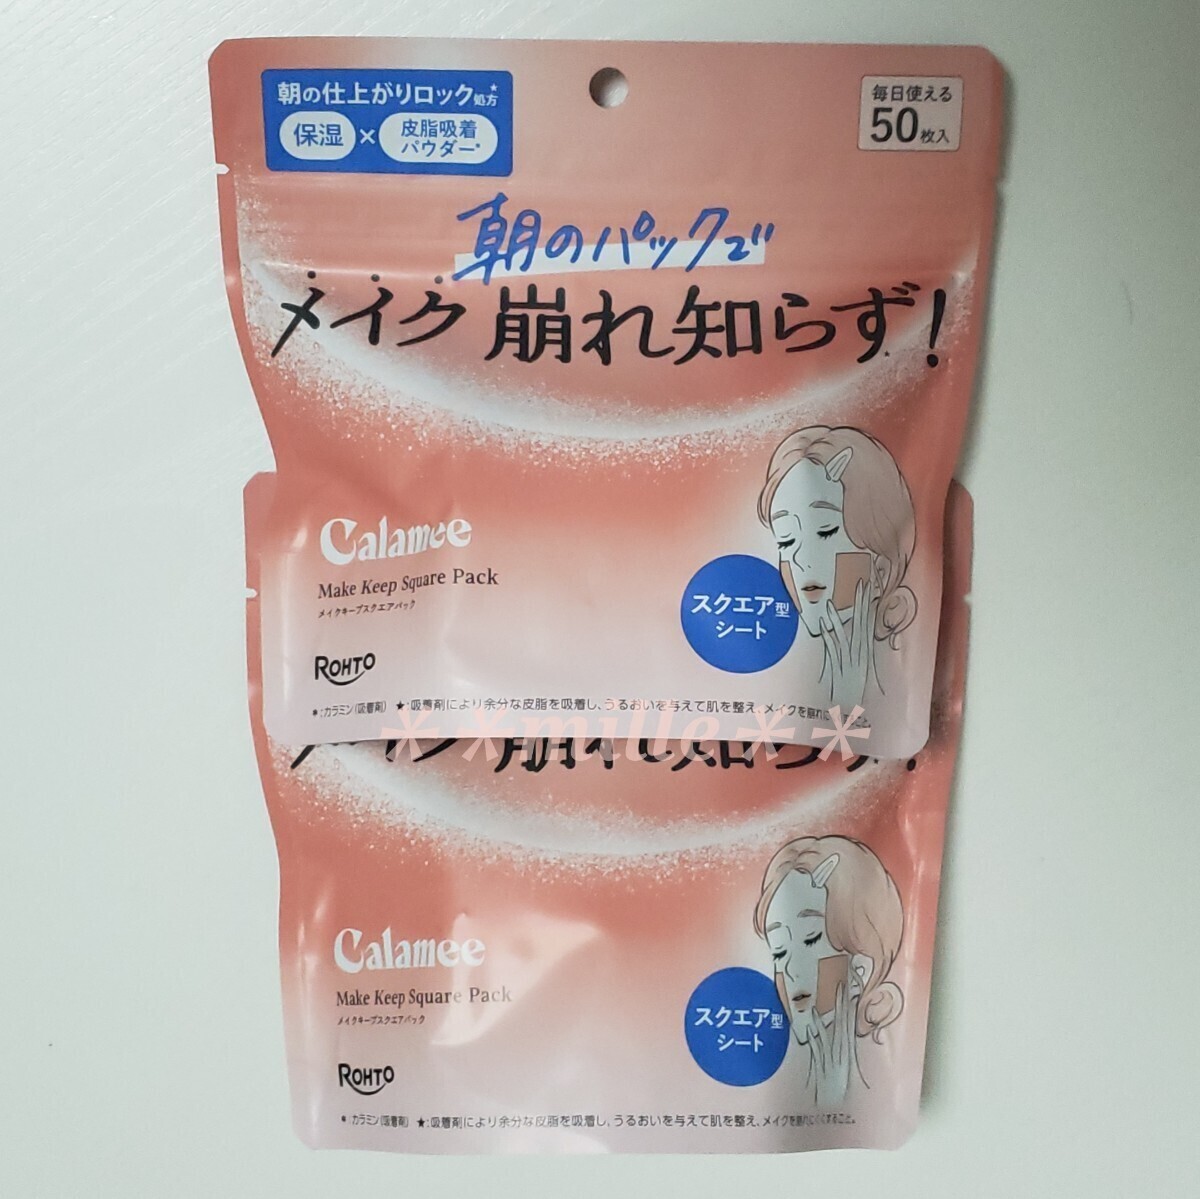 朝の仕上がりロック★処方
保湿 × 皮脂吸着パウダー*
毎日使える
50枚入
朝のパックで
メイク崩れ知らず!
Calamee
Make Keep Square Pack
メイクキープスクエアパック
スクエア型
シート
ROHTO
*:カラミン(吸着剤) ★:吸着剤により余分な皮脂を吸着し、うるおいを与えて肌を整え、メイクを崩れに
**mille**
メイク崩れ知らず!
Calamee
Make Keep Square Pack
メイクキープスクエアパック
スクエア型
シート
ROHTO
*:カラミン(吸着剤) ★:吸着剤により余分な皮脂を吸着し、うるおいを与えて肌を整え、メイクを崩れにくくすること。